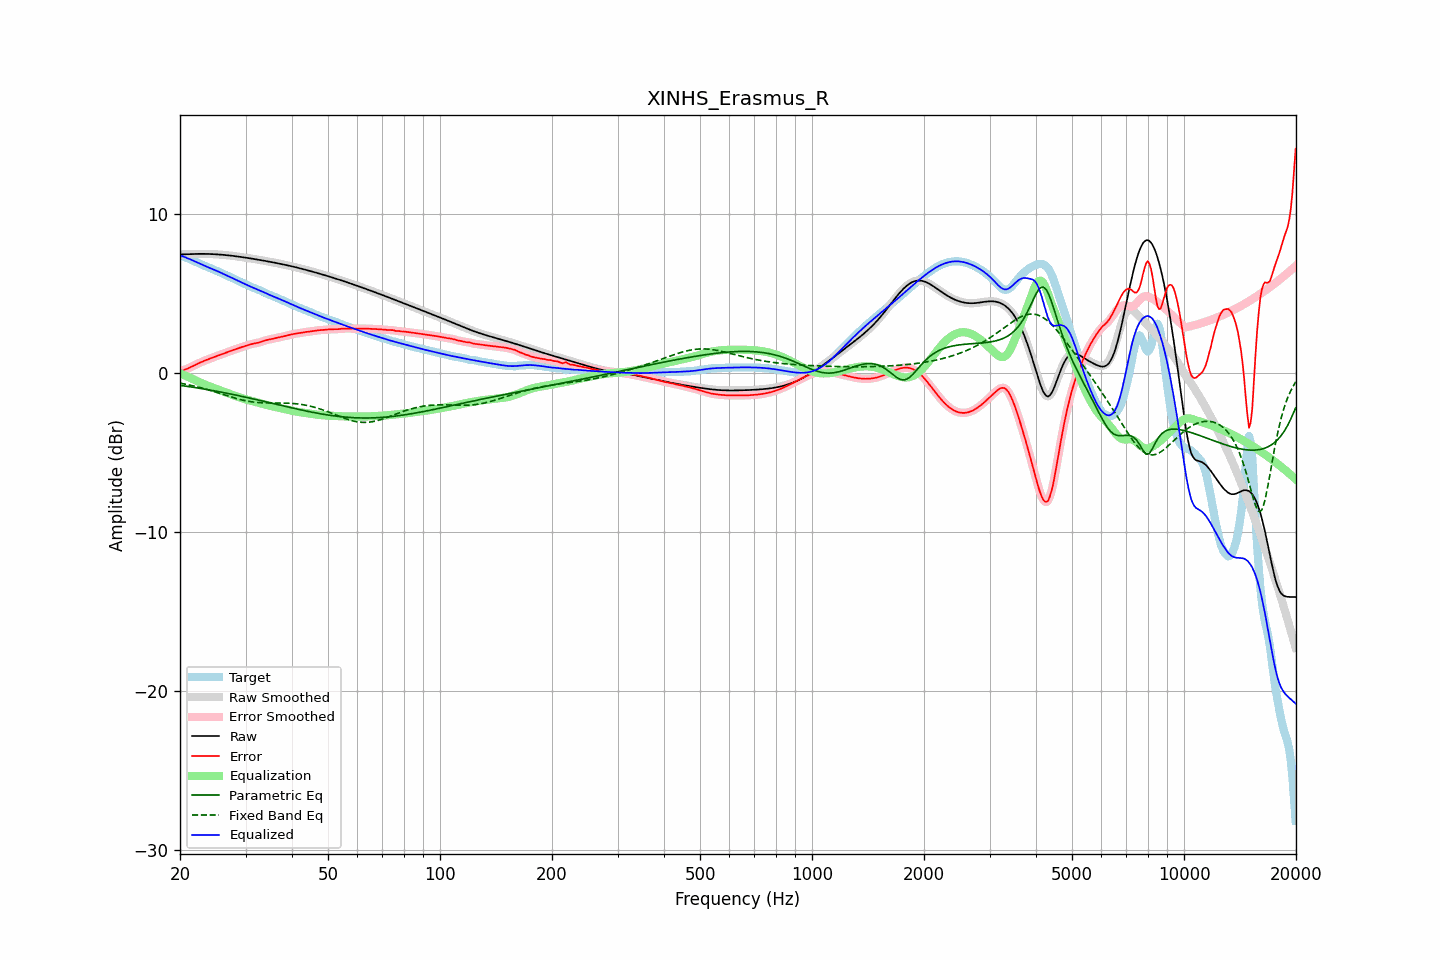 XINHS_Erasmus_R
Amplitude (dBr)
10
0
−10
−20
−30
Target
Raw Smoothed
Error Smoothed
Raw
Error
Equalization
Parametric Eq
Fixed Band Eq
Equalized
20 50 100 200 500 1000 2000 5000 10000 20000
Frequency (Hz)